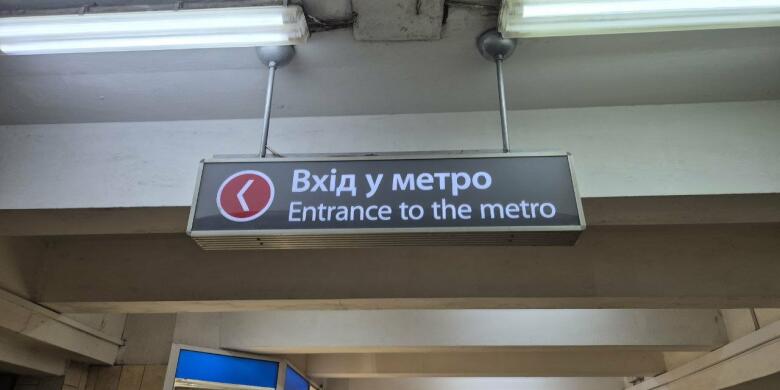 Вхід у метро
Entrance to the metro